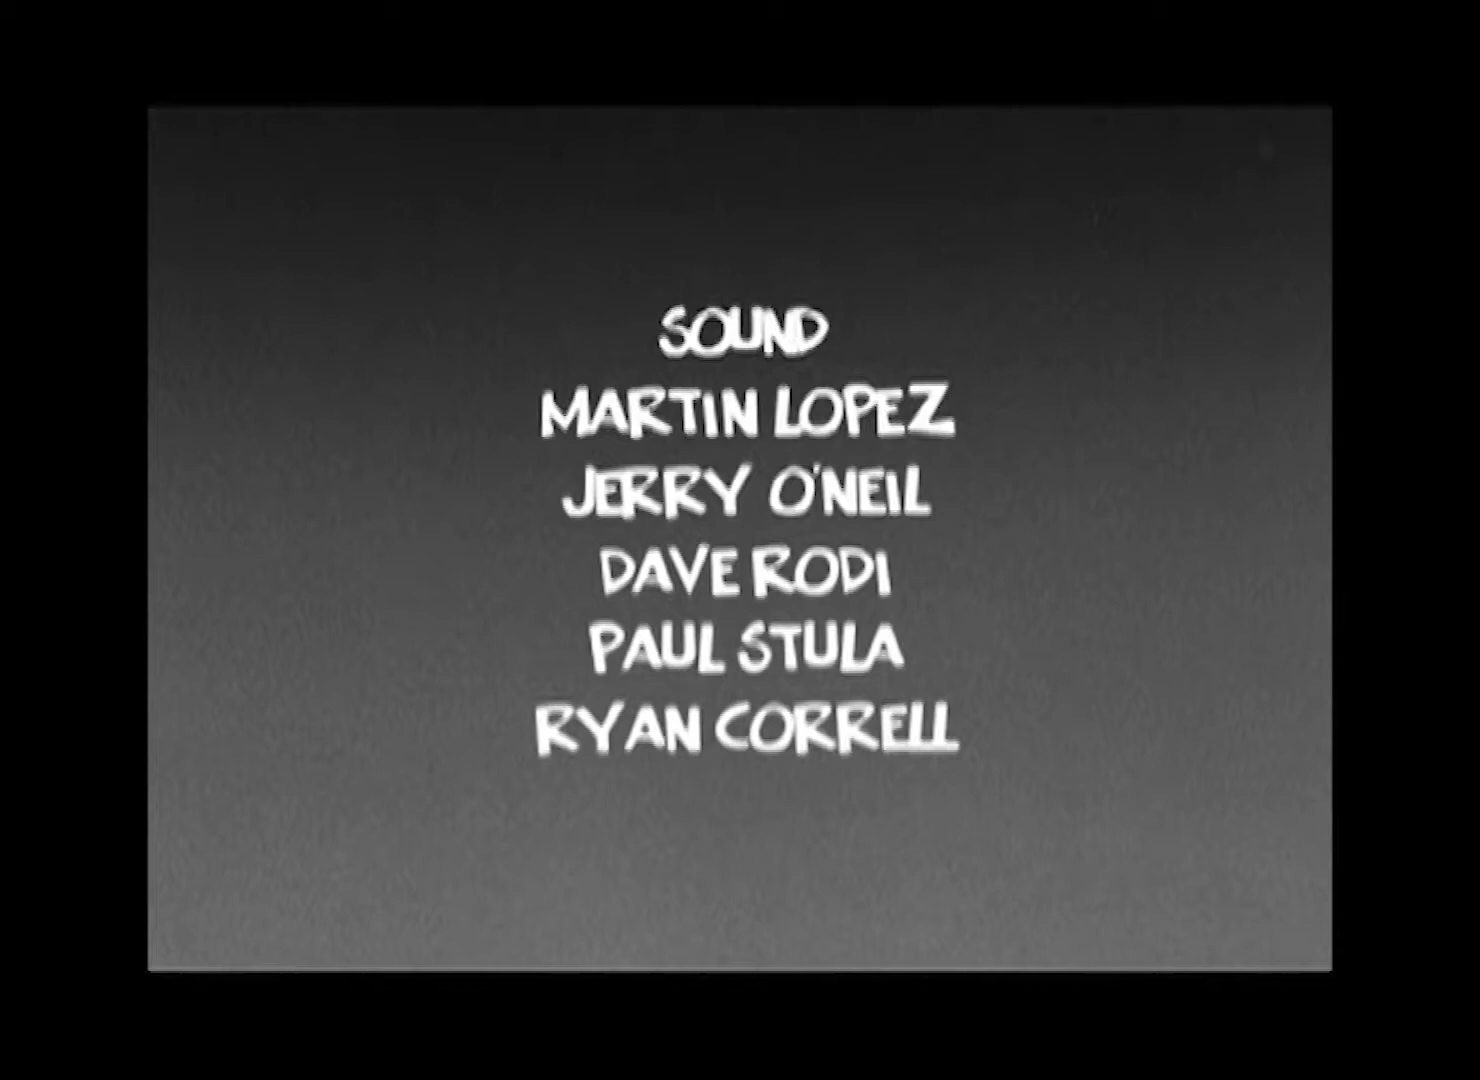 SOUND
MARTIN LOPEZ
JERRY O'NEIL
DAVE RODI
PAUL STULA
RYAN CORRELL